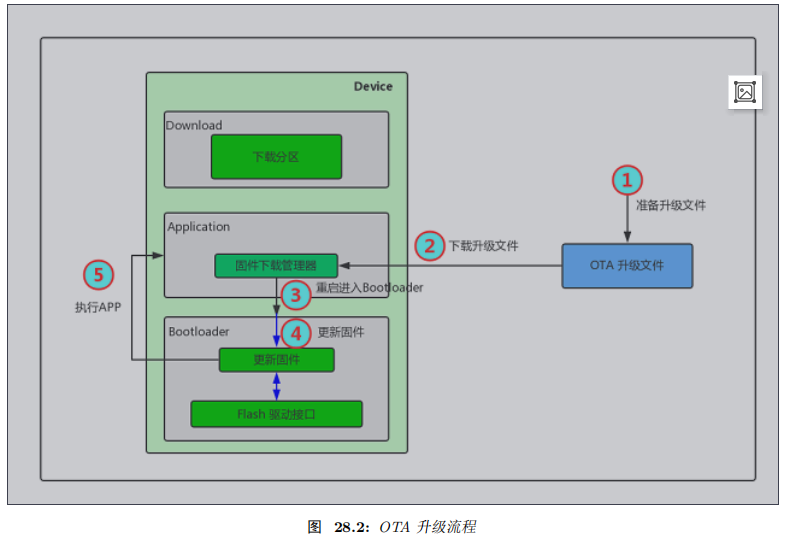 Device
Download
下载分区
1
准备升级文件
Application
2
下载升级文件
固件下载管理器
OTA 升级文件
5
执行APP
3
重启进入Bootloader
Bootloader
4
更新固件
更新固件
Flash 驱动接口
图 28.2: OTA 升级流程